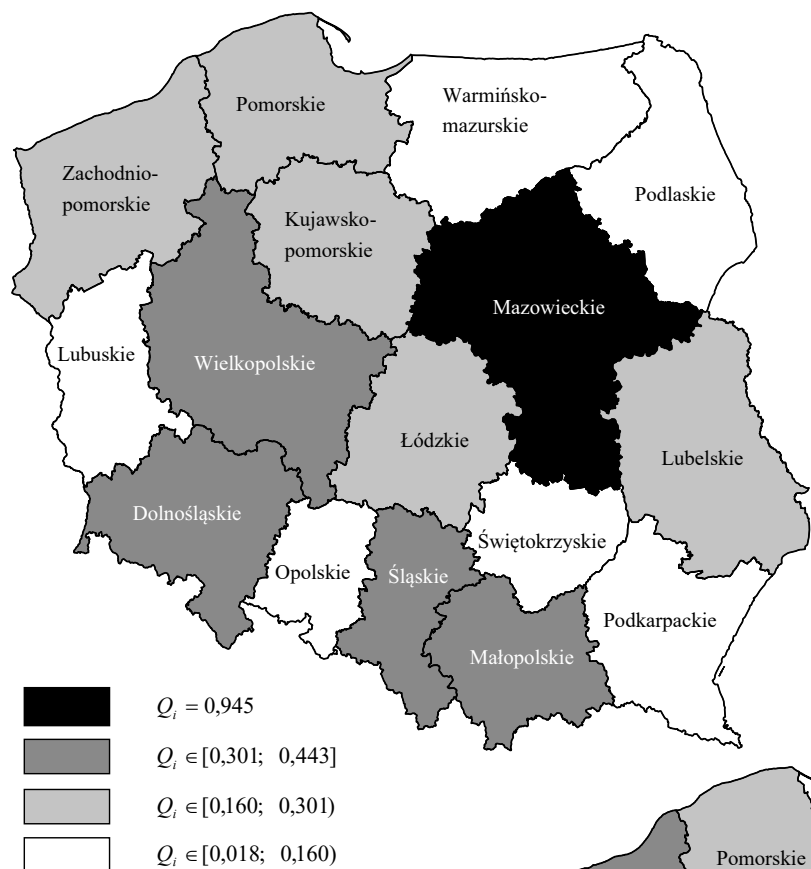 Pomorskie
Warmińsko-
mazurskie
Zachodnio-
pomorskie
Podlaskie
Kujawsko-
pomorskie
Mazowieckie
Lubuskie
Wielkopolskie
Łódzkie
Lubelskie
Dolnośląskie
Świętokrzyskie
Opolskie
Śląskie
Podkarpackie
Małopolskie
Q_i = 0,945
Q_i ∈ [0,301; 0,443]
Q_i ∈ [0,160; 0,301)
Q_i ∈ [0,018; 0,160)
Pomorskie